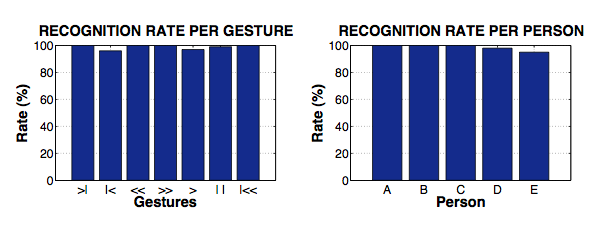 RECOGNITION RATE PER GESTURE
100
80
60
40
20
0
Rate (%)
>I I< << >> > I I I<<
Gestures
RECOGNITION RATE PER PERSON
100
80
60
40
20
0
Rate (%)
A B C D E
Person